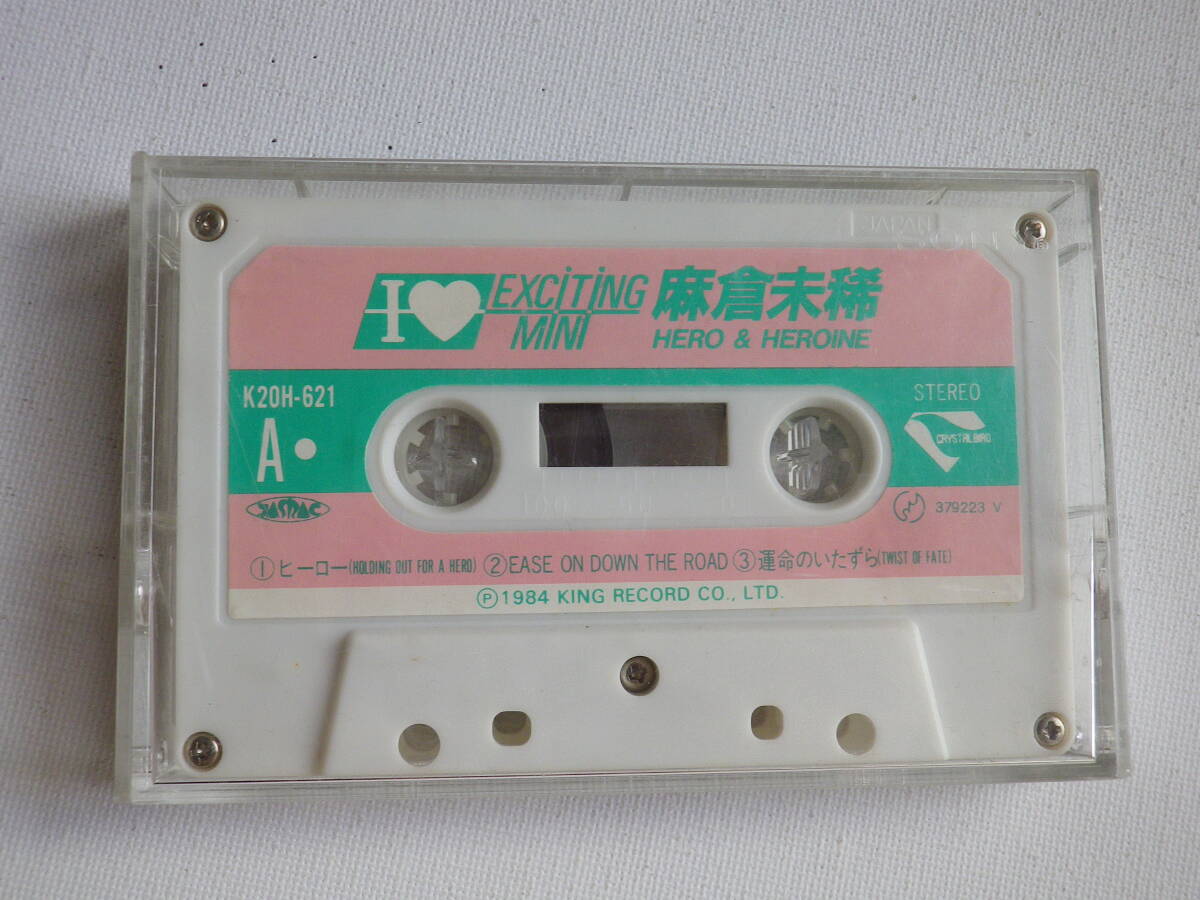 JAPAN
I♥ EXCITING MINI 麻倉未稀
HERO & HEROINE
K20H-621
STEREO
A
CRYSTAL BIRD
JASRAC
379223 V
①ヒーロー(HOLDING OUT FOR A HERO) ②EASE ON DOWN THE ROAD ③運命のいたずら(TWIST OF FATE)
Ⓟ1984 KING RECORD CO., LTD.